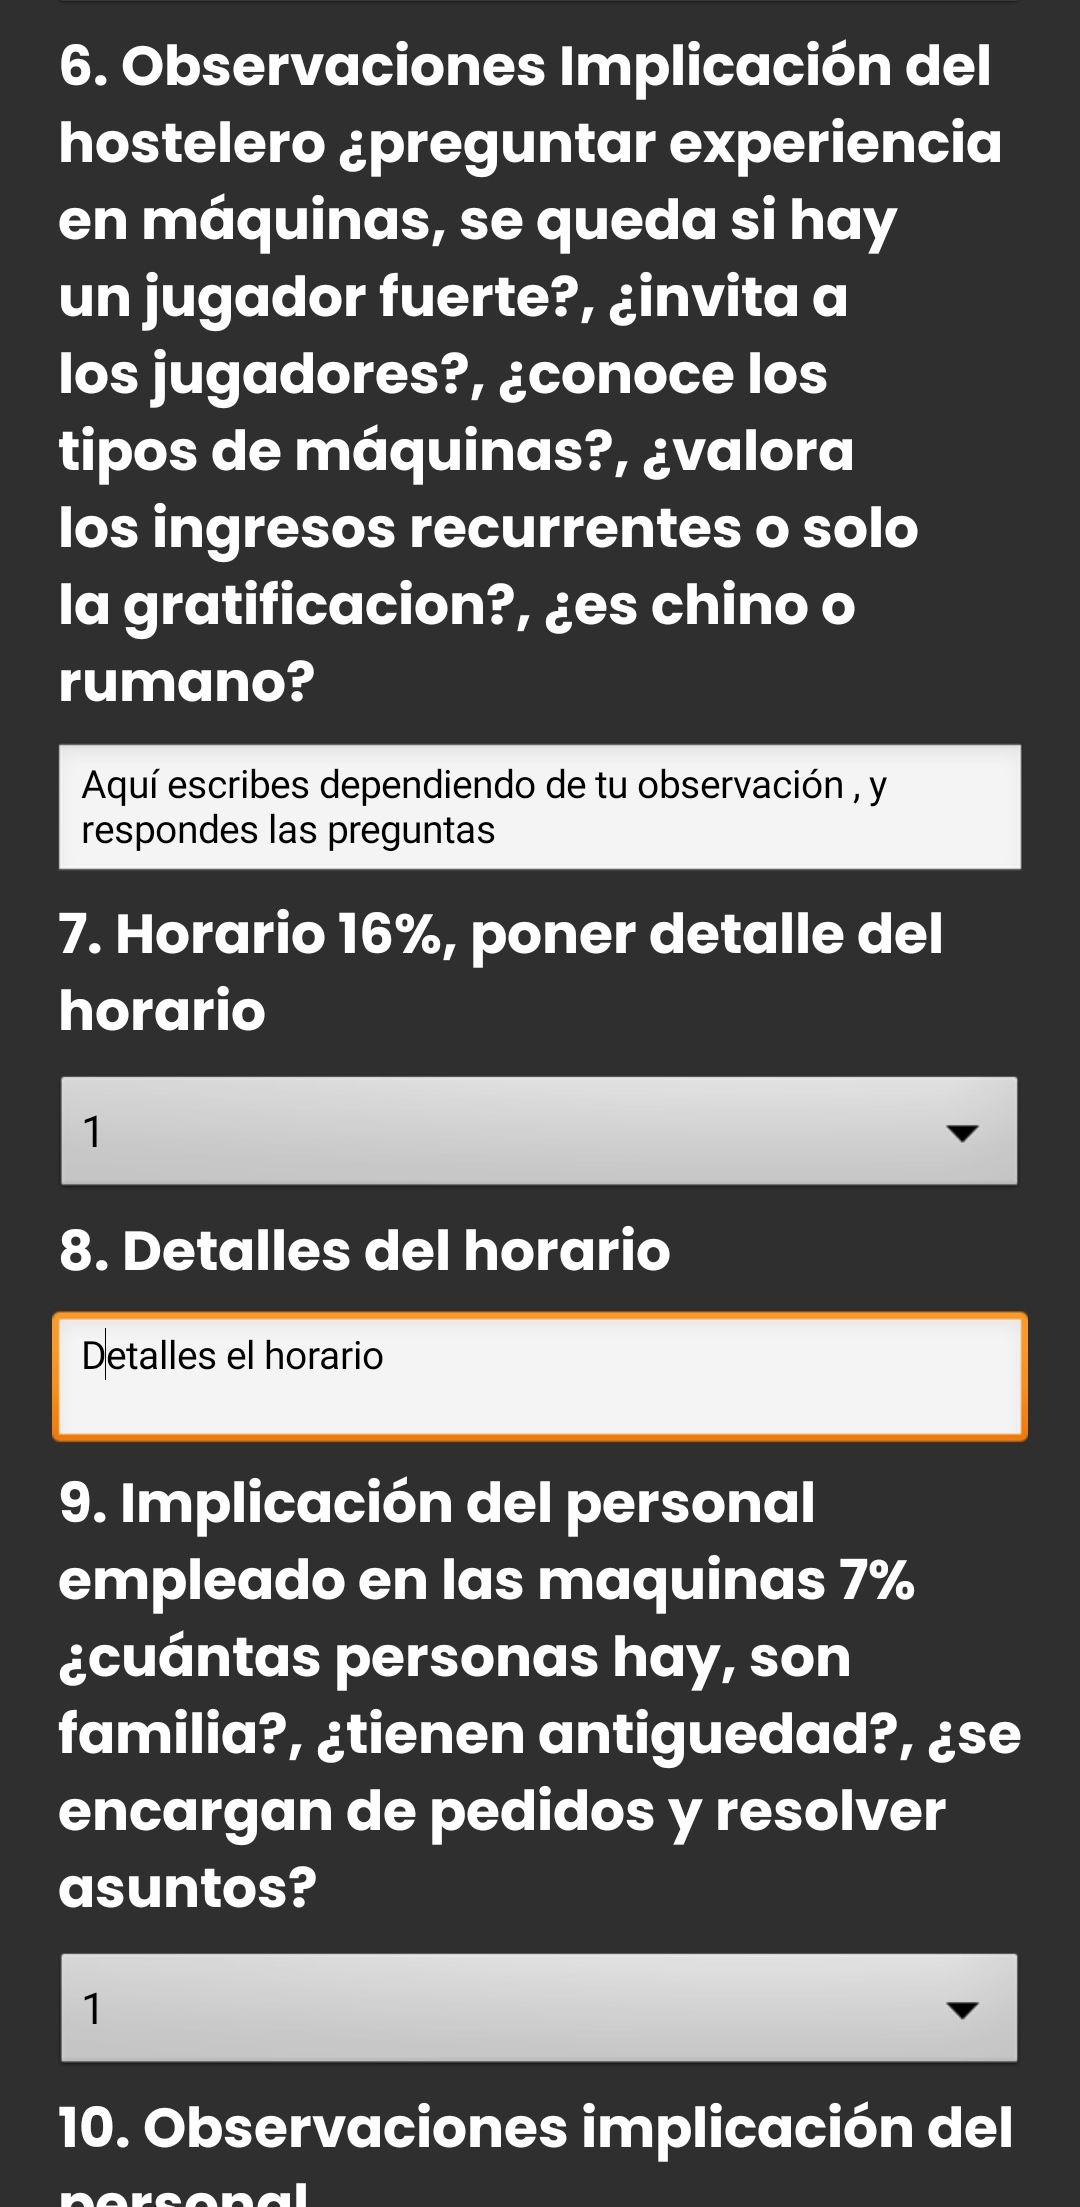 6. Observaciones Implicación del
hostelero ¿preguntar experiencia
en máquinas, se queda si hay
un jugador fuerte?, ¿invita a
los jugadores?, ¿conoce los
tipos de máquinas?, ¿valora
los ingresos recurrentes o solo
la gratificacion?, ¿es chino o
rumano?
Aquí escribes dependiendo de tu observación , y
respondes las preguntas
7. Horario 16%, poner detalle del
horario
1
8. Detalles del horario
Detalles el horario
9. Implicación del personal
empleado en las maquinas 7%
¿cuántas personas hay, son
familia?, ¿tienen antiguedad?, ¿se
encargan de pedidos y resolver
asuntos?
1
10. Observaciones implicación del
personal